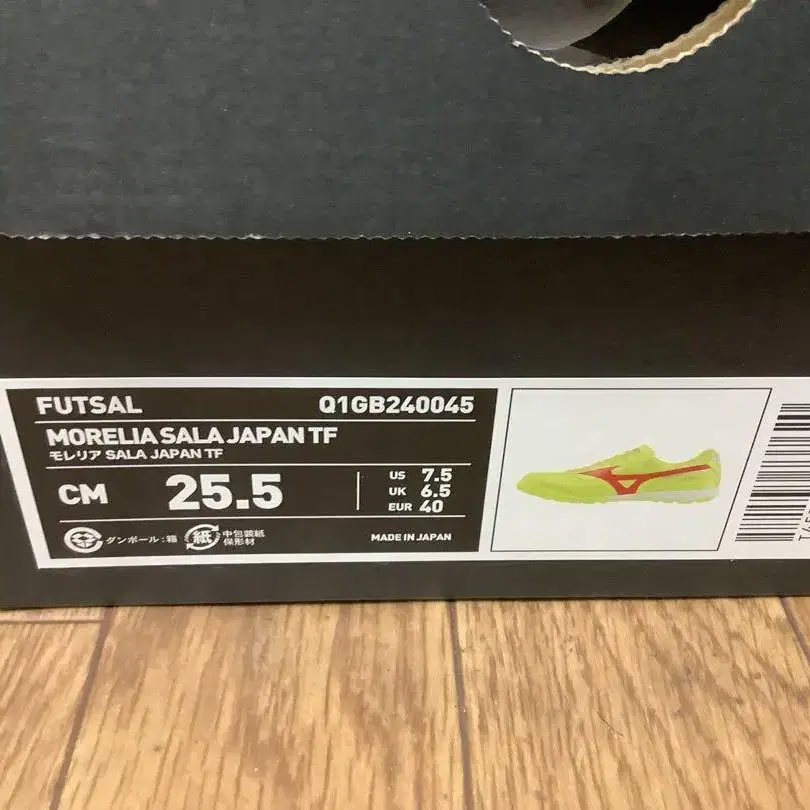 FUTSAL Q1GB240045
MORELIA SALA JAPAN TF
モレリア SALA JAPAN TF
CM 25.5
US 7.5
UK 6.5
EUR 40
ダンボール:箱
紙 中包装紙
保形材
MADE IN JAPAN